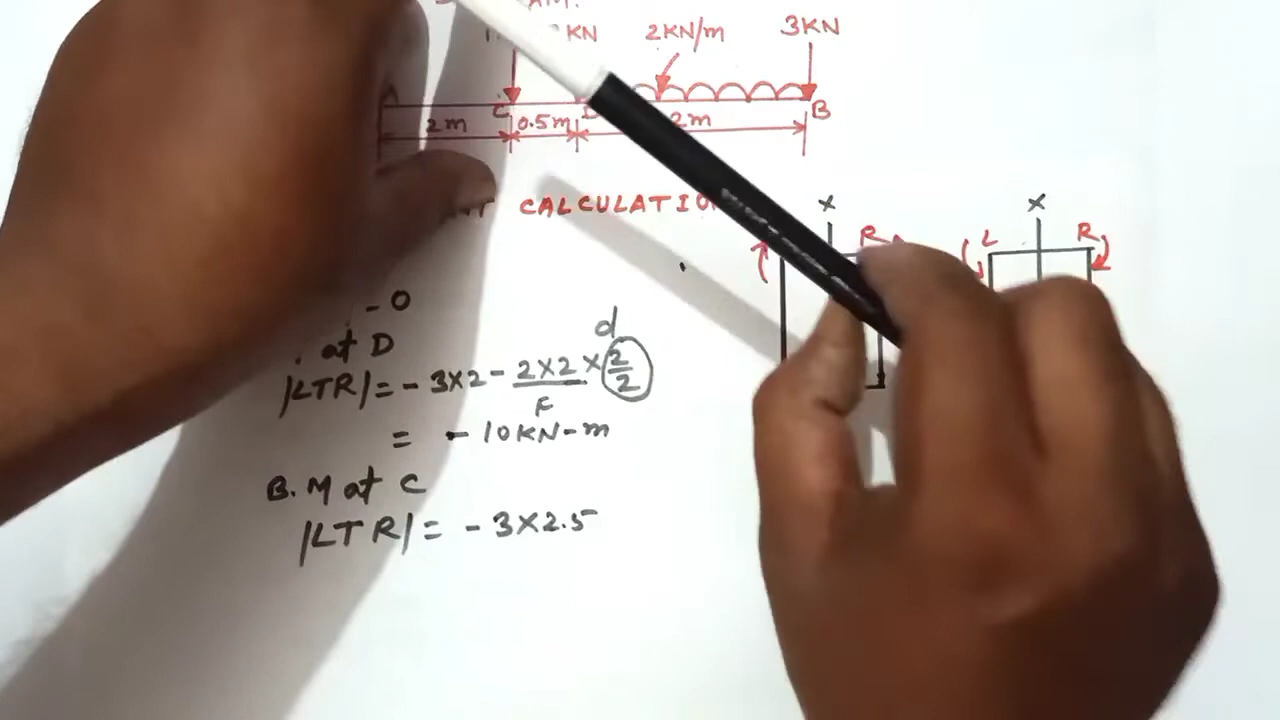 AM.
KN 2KN/m 3KN
C D B
2m 0.5m 2m
CALCULATIO
X X
R L R
- 0
. at D
d
|LTR| = - 3×2 - 2×2 × 2/2
F
= - 10KN-m
B.M at C
|LTR| = - 3×2.5